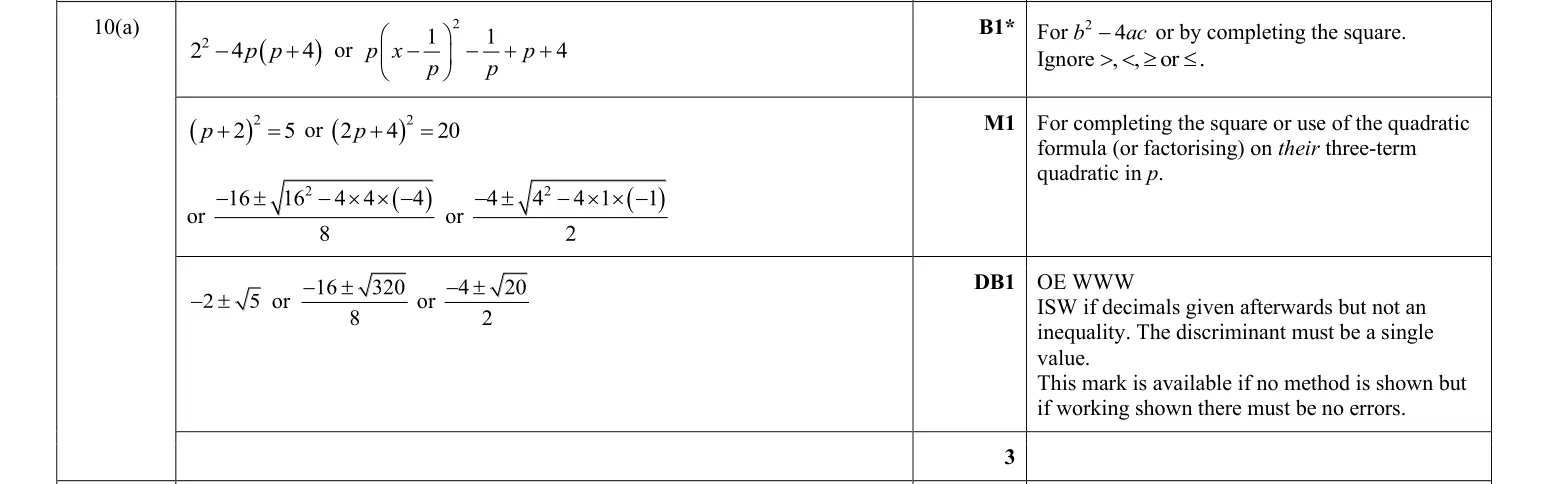 10(a)
2² − 4p(p + 4) or p(x − 1/p)² − 1/p + p + 4
B1*
For b² − 4ac or by completing the square.
Ignore >, <, ≥ or ≤ .
(p + 2)² = 5 or (2p + 4)² = 20
M1
For completing the square or use of the quadratic
formula (or factorising) on their three-term
quadratic in p.
or (−16 ± √(16² − 4 × 4 × (−4)))/8 or (−4 ± √(4² − 4 × 1 × (−1)))/2
−2 ± √5 or (−16 ± √320)/8 or (−4 ± √20)/2
DB1
OE WWW
ISW if decimals given afterwards but not an
inequality. The discriminant must be a single
value.
This mark is available if no method is shown but
if working shown there must be no errors.
3